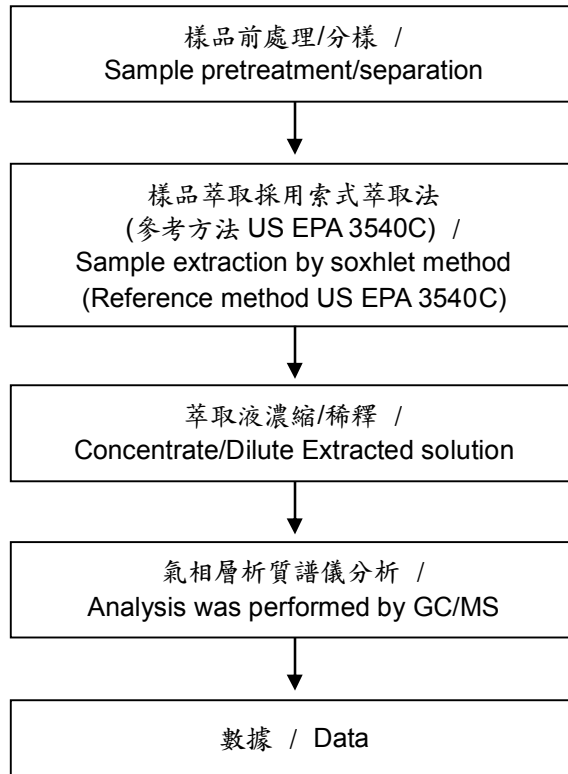 樣品前處理/分樣 /
Sample pretreatment/separation
樣品萃取採用索式萃取法
(參考方法 US EPA 3540C) /
Sample extraction by soxhlet method
(Reference method US EPA 3540C)
萃取液濃縮/稀釋 /
Concentrate/Dilute Extracted solution
氣相層析質譜儀分析 /
Analysis was performed by GC/MS
數據 / Data